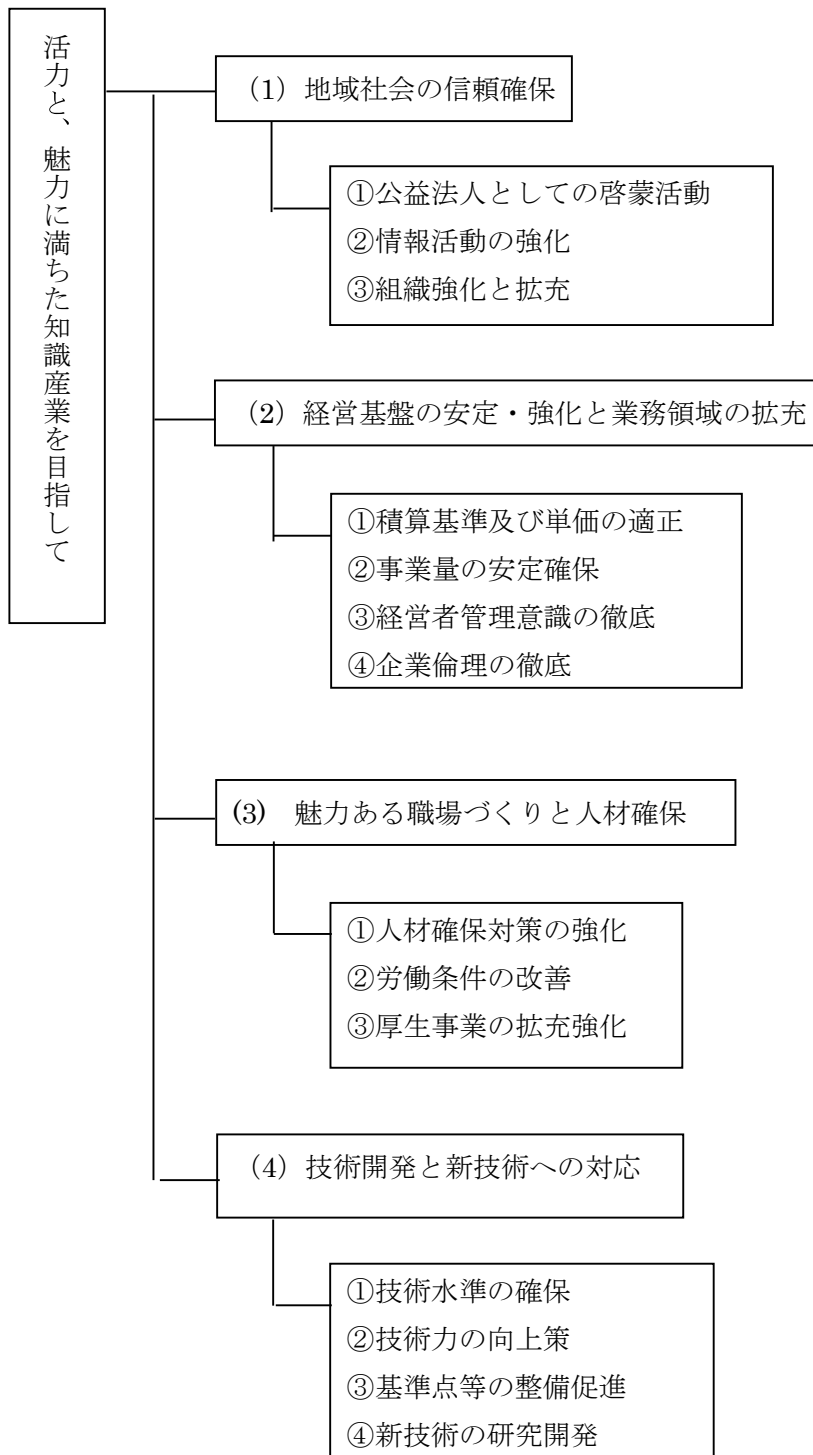 活力と、魅力に満ちた知識産業を目指して
（1）地域社会の信頼確保
①公益法人としての啓蒙活動
②情報活動の強化
③組織強化と拡充
（2）経営基盤の安定・強化と業務領域の拡充
①積算基準及び単価の適正
②事業量の安定確保
③経営者管理意識の徹底
④企業倫理の徹底
(3)　魅力ある職場づくりと人材確保
①人材確保対策の強化
②労働条件の改善
③厚生事業の拡充強化
（4）技術開発と新技術への対応
①技術水準の確保
②技術力の向上策
③基準点等の整備促進
④新技術の研究開発